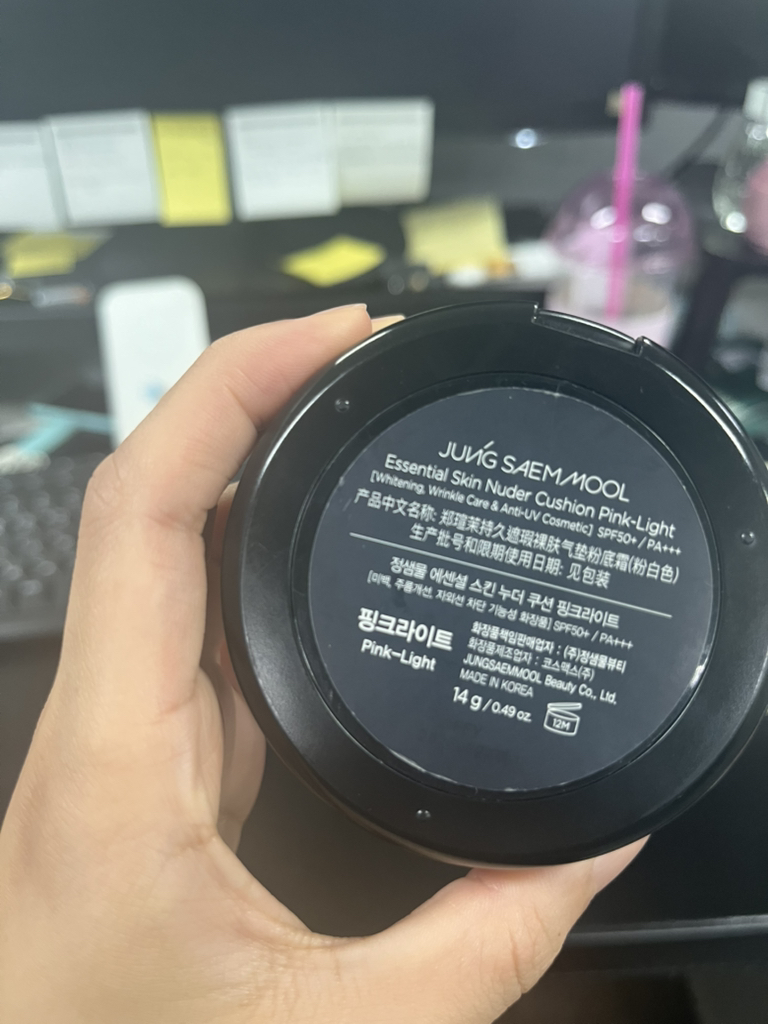 JUNG SAEMMOOL
Essential Skin Nuder Cushion Pink-Light
[Whitening, Wrinkle Care & Anti-UV Cosmetic] SPF50+ / PA+++
产品中文名称: 郑瑄茉持久遮瑕裸肤气垫粉底霜(粉白色)
生产批号和限期使用日期: 见包装
정샘물 에센셜 스킨 누더 쿠션 핑크라이트
[미백, 주름개선, 자외선 차단 기능성 화장품] SPF50+ / PA+++
핑크라이트
Pink-Light
화장품책임판매업자 : (주)정샘물뷰티
화장품제조업자 : 코스맥스(주)
JUNGSAEMMOOL Beauty Co., Ltd.
MADE IN KOREA
14 g / 0.49 oz.
12M